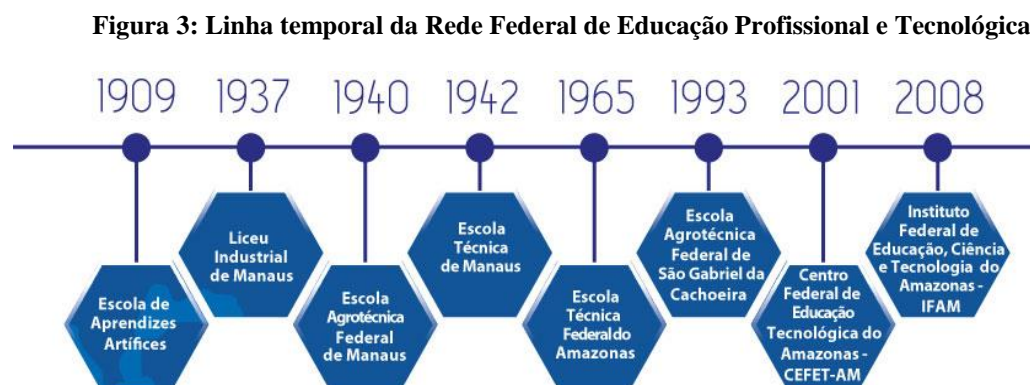 Figura 3: Linha temporal da Rede Federal de Educação Profissional e Tecnológica
1909
1937
1940
1942
1965
1993
2001
2008
Escola de
Aprendizes
Artífices
Liceu
Industrial
de Manaus
Escola
Agrotécnica
Federal
de Manaus
Escola
Técnica
de Manaus
Escola
Técnica
Federal do
Amazonas
Escola
Agrotécnica
Federal de
São Gabriel da
Cachoeira
Centro
Federal de
Educação
Tecnológica do
Amazonas -
CEFET-AM
Instituto
Federal de
Educação, Ciência
e Tecnologia do
Amazonas -
IFAM